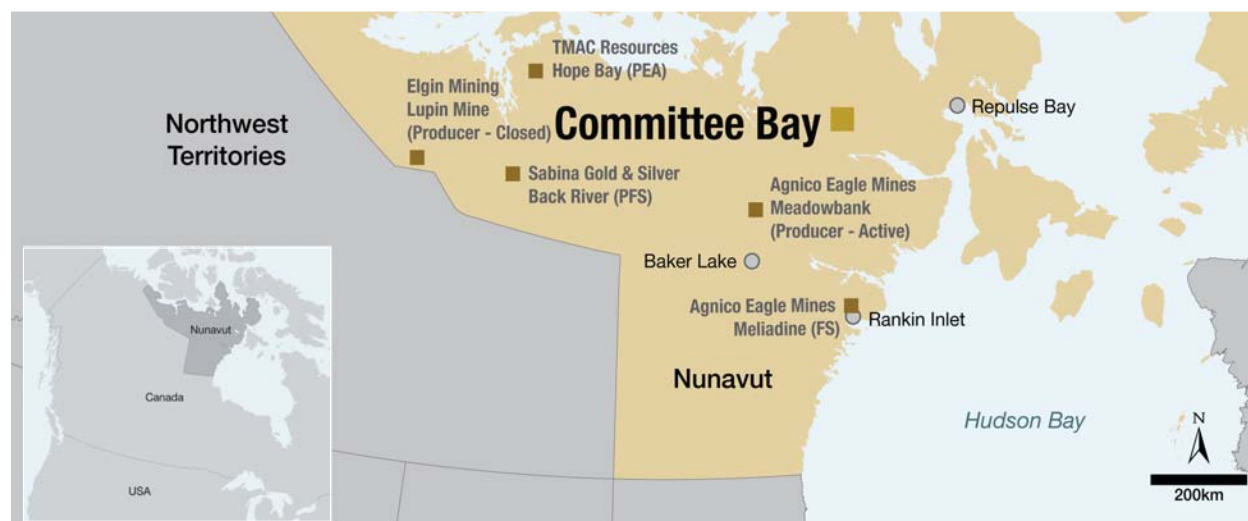 TMAC Resources
Hope Bay (PEA)
Elgin Mining
Lupin Mine
(Producer - Closed)
Committee Bay
Repulse Bay
Northwest
Territories
Sabina Gold & Silver
Back River (PFS)
Agnico Eagle Mines
Meadowbank
(Producer - Active)
Baker Lake
Agnico Eagle Mines
Meliadine (FS)
Rankin Inlet
Nunavut
Hudson Bay
N
200km
Nunavut
Canada
USA